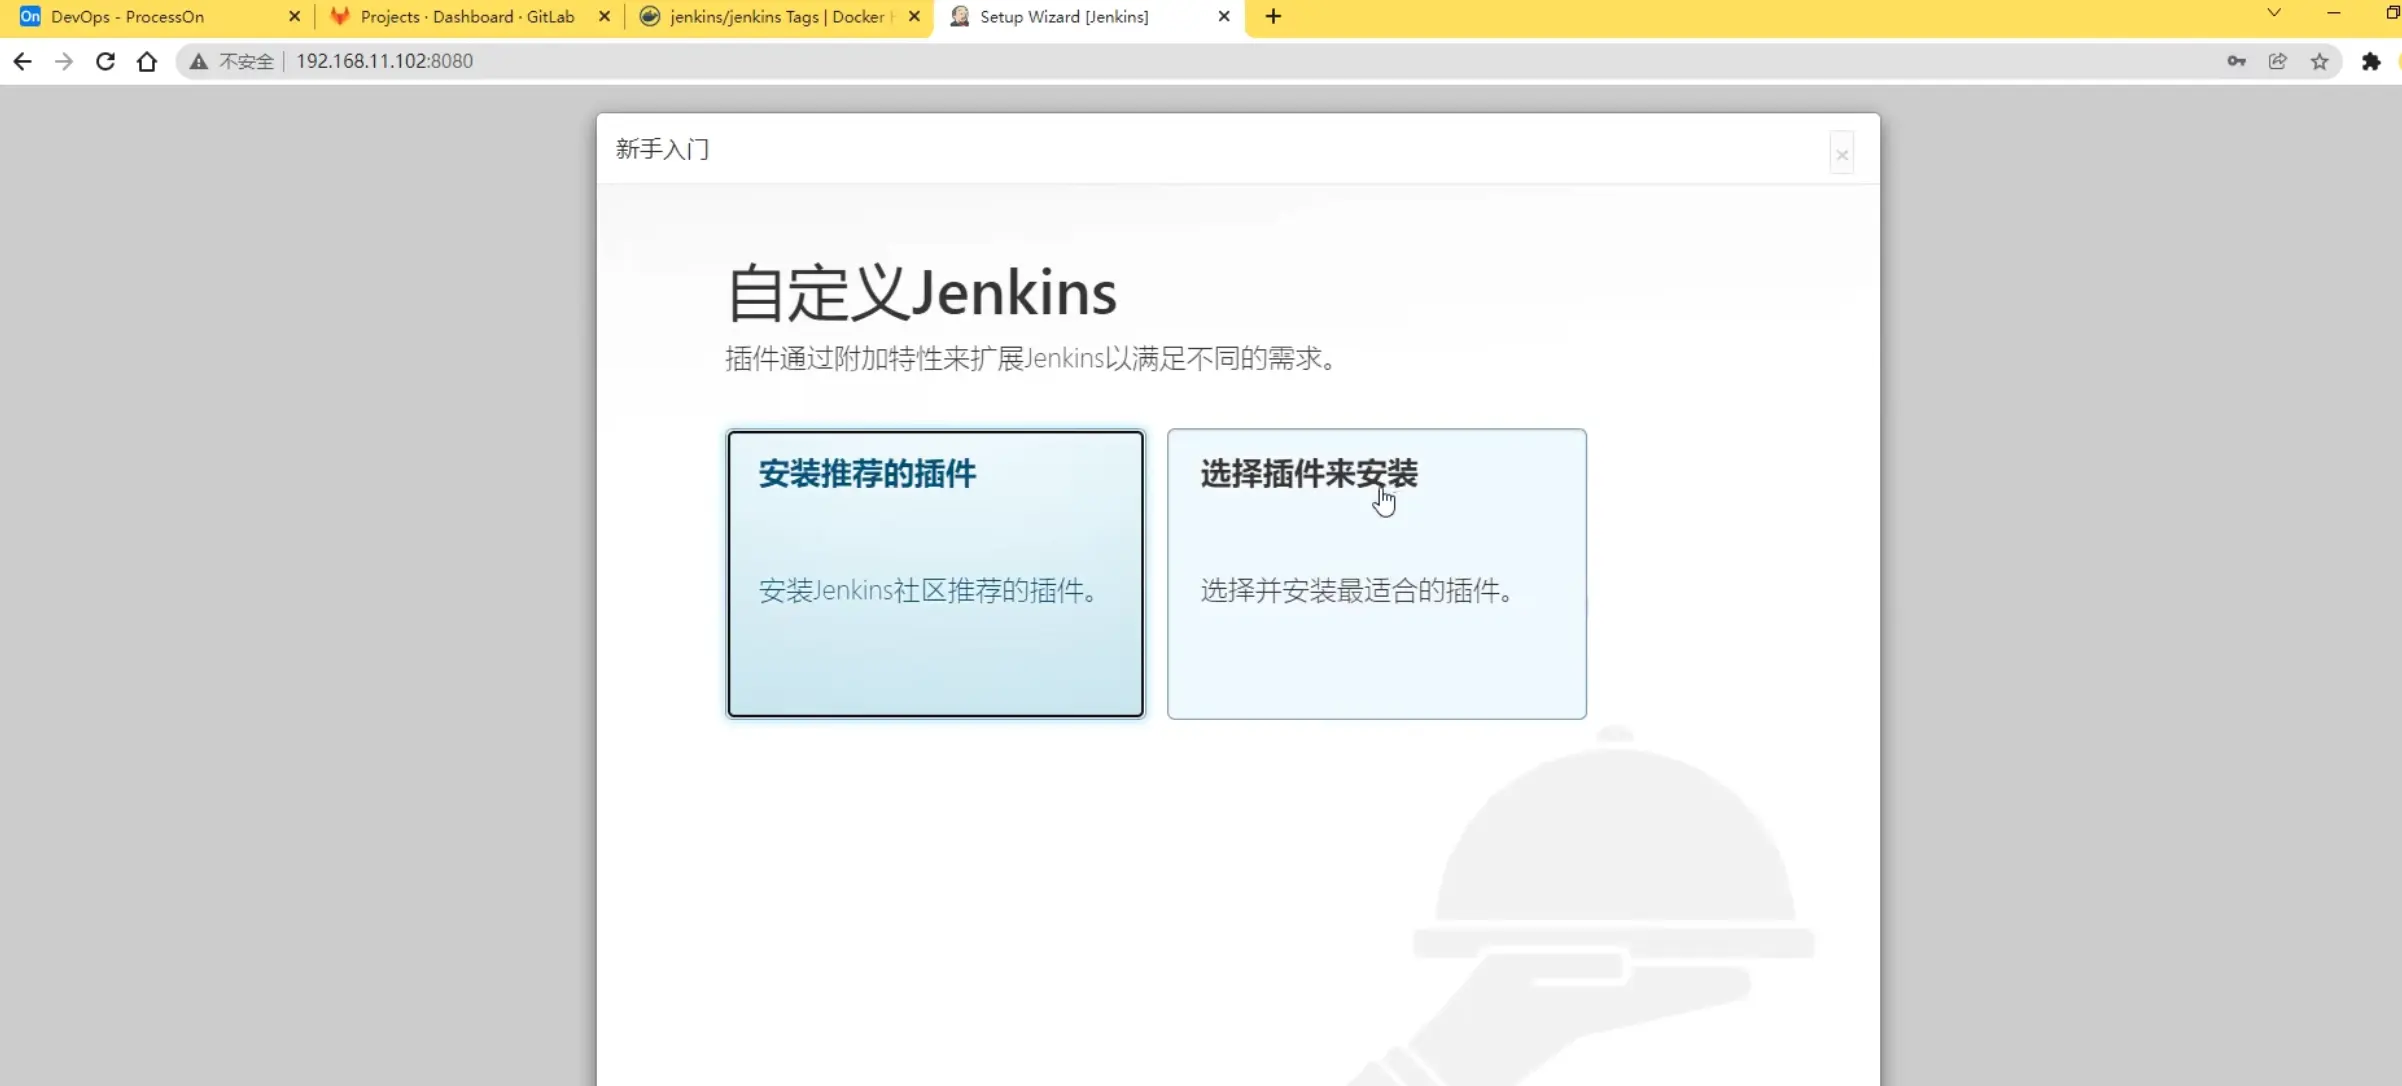 On DevOps - ProcessOn
Projects · Dashboard · GitLab
jenkins/jenkins Tags | Docker
Setup Wizard [Jenkins]
不安全 192.168.11.102:8080
新手入门
自定义Jenkins
插件通过附加特性来扩展Jenkins以满足不同的需求。
安装推荐的插件
安装Jenkins社区推荐的插件。
选择插件来安装
选择并安装最适合的插件。